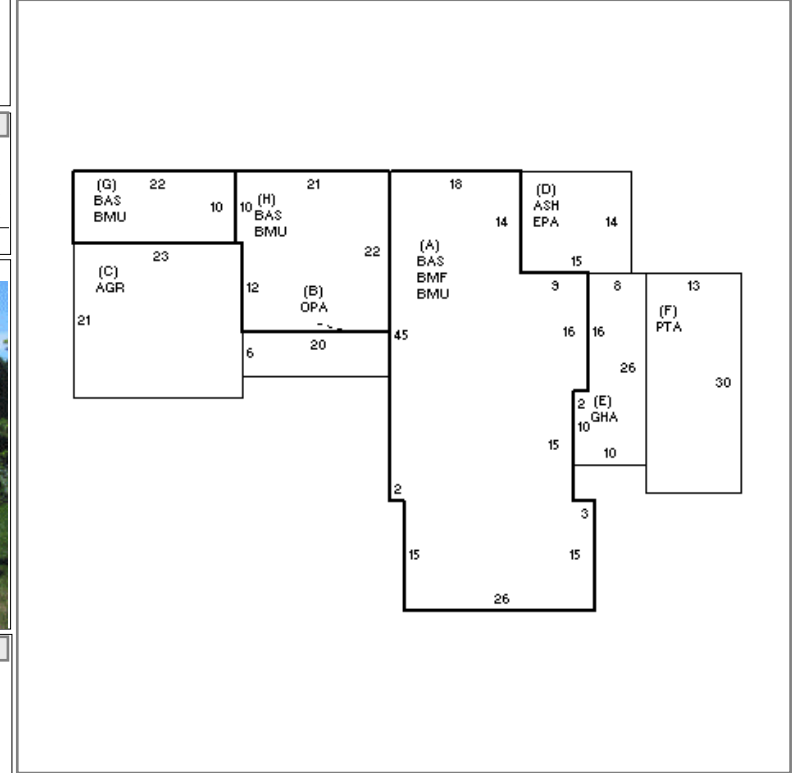 (G)
BAS
BMU
22
10
10
(H)
BAS
BMU
21
22
12
(A)
BAS
BMF
BMU
18
14
45
(D)
ASH
EPA
14
15
(C)
AGR
23
21
(B)
OPA
6
20
9
16
16
8
26
(E)
GHA
2
10
10
15
(F)
PTA
13
30
2
15
3
15
26